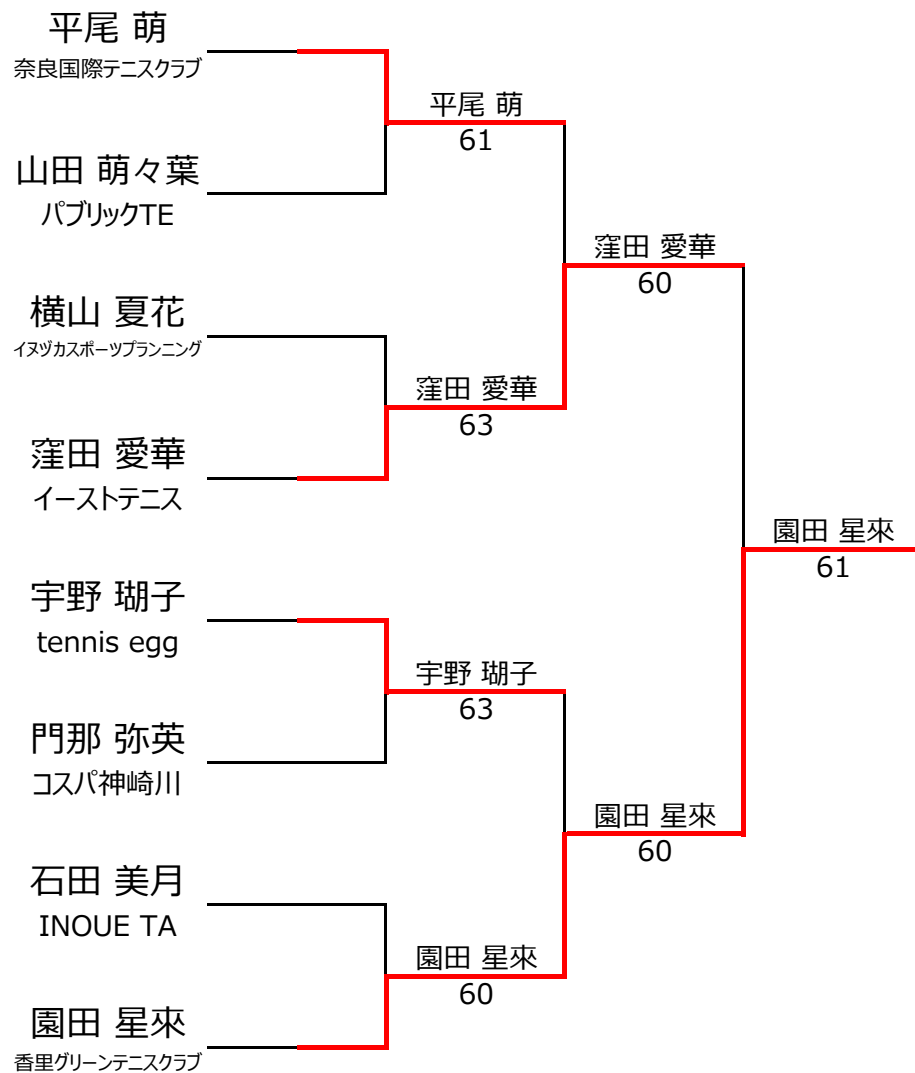 平尾 萌
奈良国際テニスクラブ
平尾 萌
61
山田 萌々葉
パブリックTE
窪田 愛華
60
横山 夏花
イヌヅカスポーツプランニング
窪田 愛華
63
窪田 愛華
イーストテニス
園田 星來
61
宇野 瑚子
tennis egg
宇野 瑚子
63
門那 弥英
コスパ神崎川
園田 星來
60
石田 美月
INOUE TA
園田 星來
60
園田 星來
香里グリーンテニスクラブ